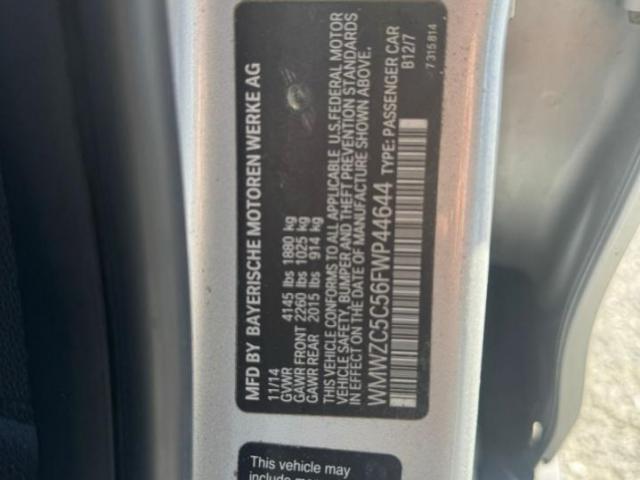 MFD BY BAYERISCHE MOTOREN WERKE AG
11/14
GVWR 4145 lbs 1880 kg
GAWR FRONT 2260 lbs 1025 kg
GAWR REAR 2015 lbs 914 kg
THIS VEHICLE CONFORMS TO ALL APPLICABLE U.S.FEDERAL MOTOR
VEHICLE SAFETY, BUMPER AND THEFT PREVENTION STANDARDS
IN EFFECT ON THE DATE OF MANUFACTURE SHOWN ABOVE.
WMWZC5C56FWP44644 TYPE: PASSENGER CAR
B12/7
7 315 814
This vehicle may